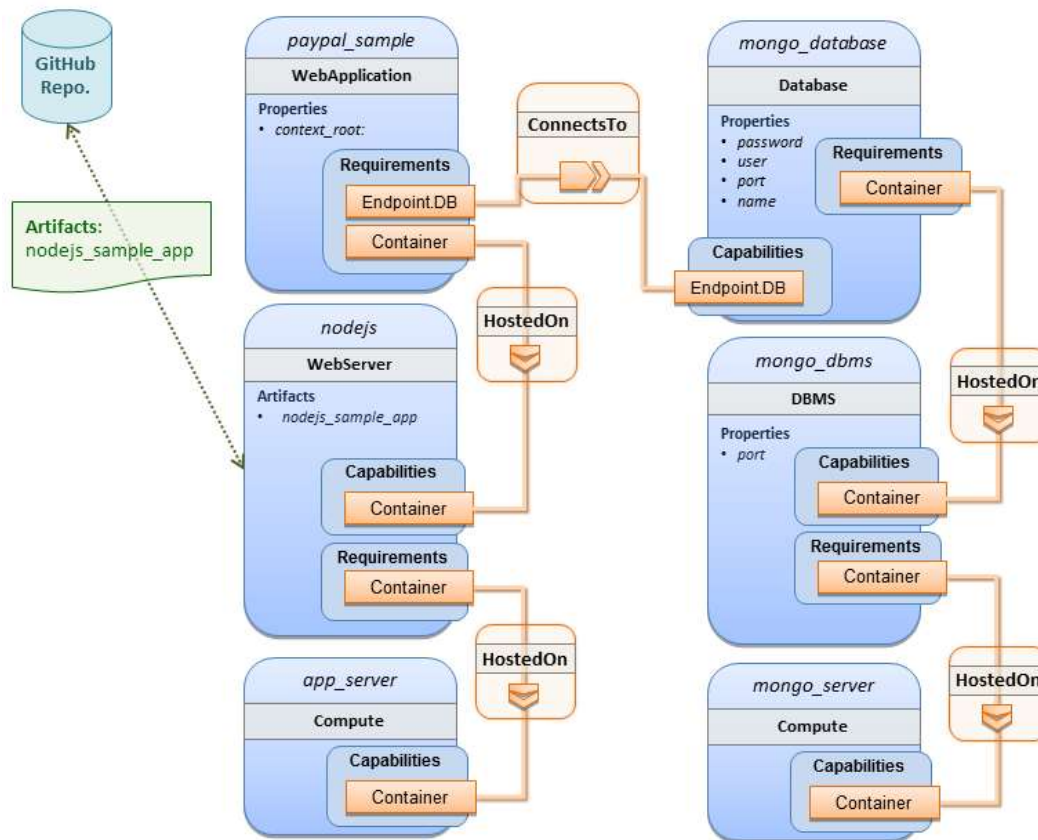 GitHub
Repo.
Artifacts:
nodejs_sample_app
paypal_sample
WebApplication
Properties
• context_root:
Requirements
Endpoint.DB
Container
ConnectsTo
mongo_database
Database
Properties
• password
• user
• port
• name
Requirements
Container
Capabilities
Endpoint.DB
HostedOn
nodejs
WebServer
Artifacts
• nodejs_sample_app
Capabilities
Container
Requirements
Container
HostedOn
mongo_dbms
DBMS
Properties
• port
Capabilities
Container
Requirements
Container
HostedOn
app_server
Compute
Capabilities
Container
HostedOn
mongo_server
Compute
Capabilities
Container